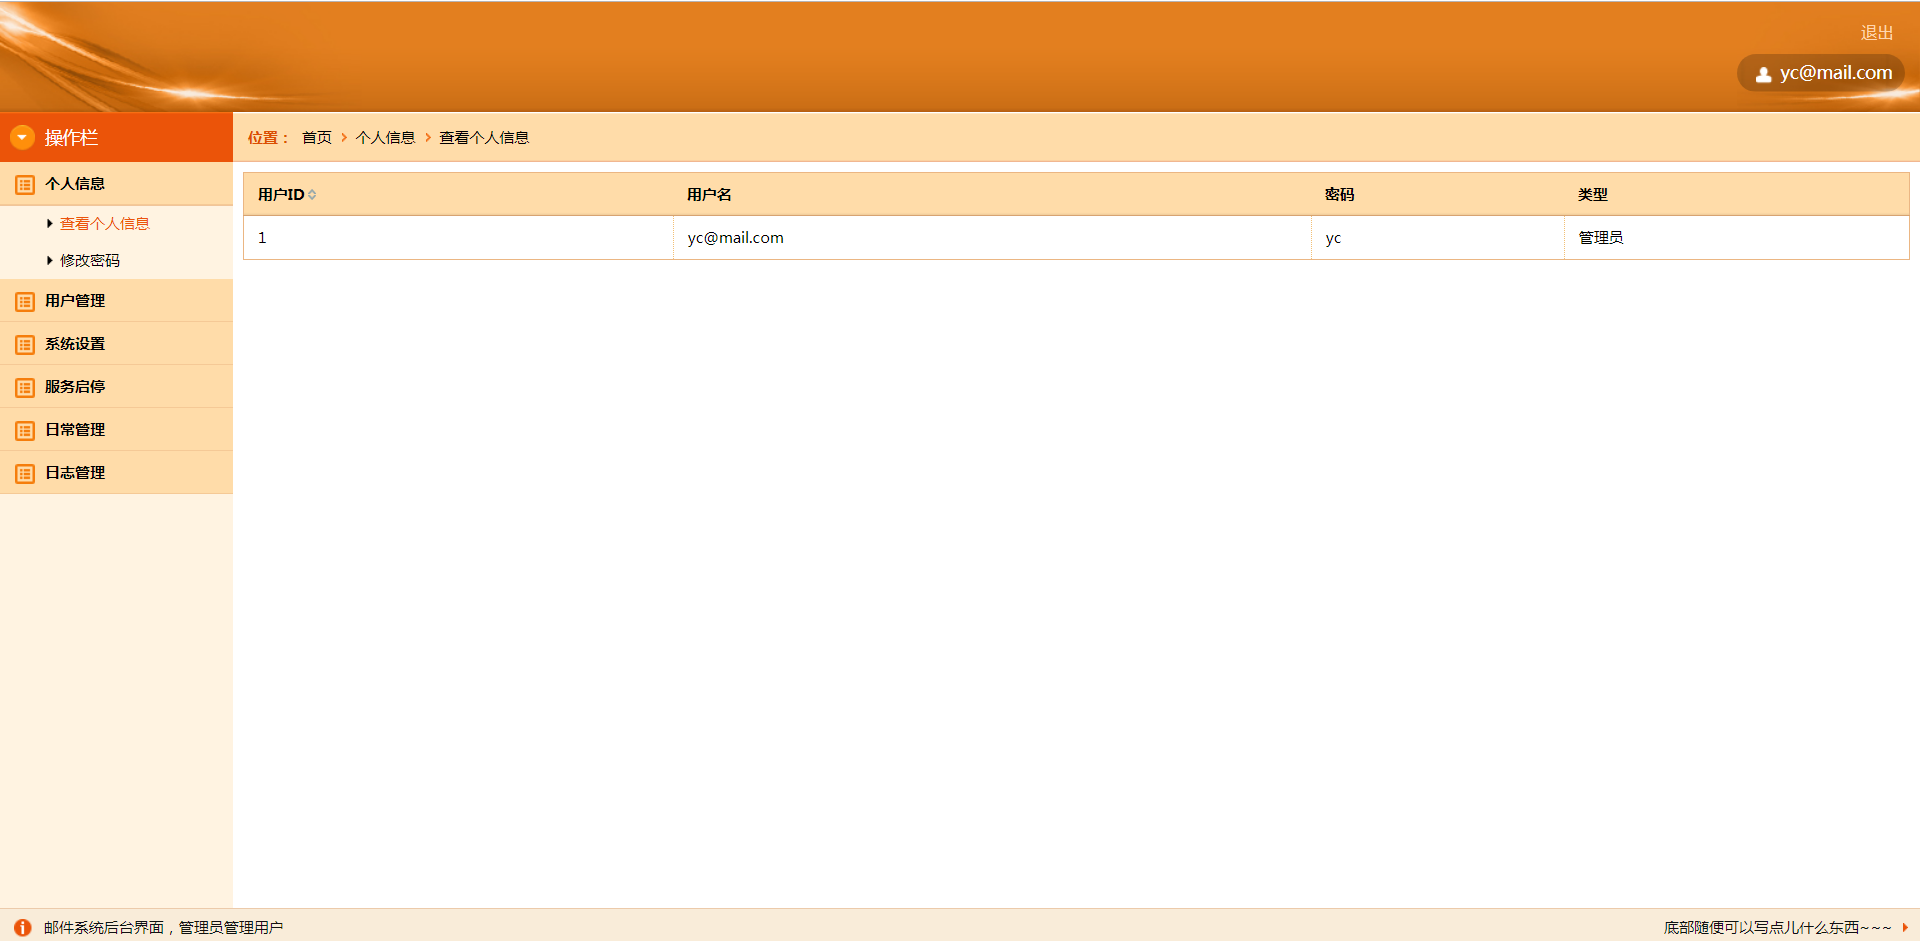 退出
yc@mail.com
操作栏
位置： 首页 个人信息 查看个人信息
个人信息
查看个人信息
修改密码
用户管理
系统设置
服务启停
日常管理
日志管理
用户ID 用户名 密码 类型
1 yc@mail.com yc 管理员
邮件系统后台界面，管理员管理用户
底部随便可以写点儿什么东西~~~